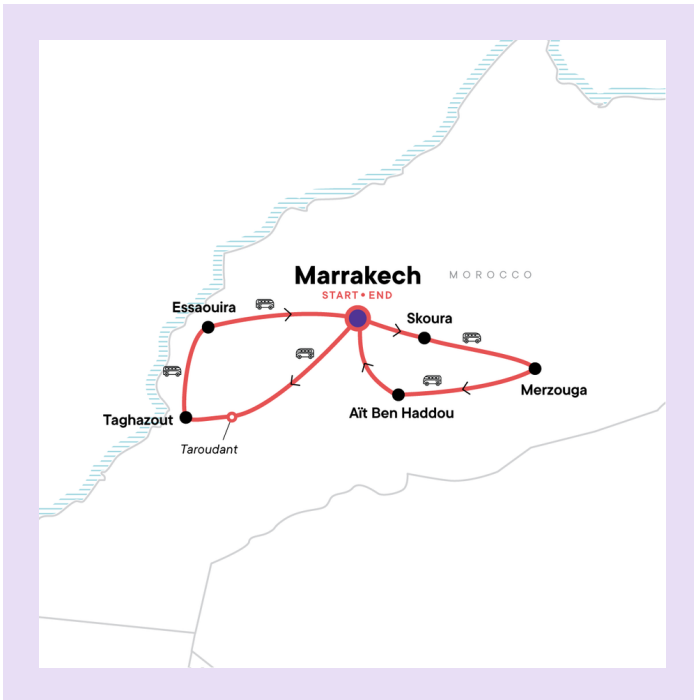 Marrakech
MOROCCO
START • END
Essaouira
Skoura
Merzouga
Aït Ben Haddou
Taghazout
Taroudant